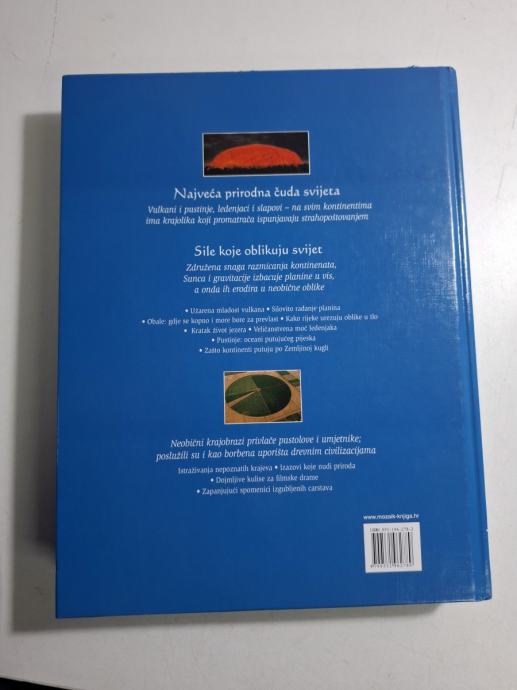 Najveća prirodna čuda svijeta
Vulkani i pustinje, ledenjaci i slapovi – na svim kontinentima
ima krajolika koji promatrača ispunjavaju strahopoštovanjem
Sile koje oblikuju svijet
Združena snaga razmicanja kontinenata,
Sunca i gravitacije izbacuje planine u vis,
a onda ih erodira u neobične oblike
• Užarena mladost vulkana • Silovito rađanje planina
• Obale: gdje se kopno i more bore za prevlast • Kako rijeke urezuju oblike u tlo
• Kratak život jezera • Veličanstvena moć ledenjaka
• Pustinje: oceani putujućeg pijeska
• Zašto kontinenti putuju po Zemljinoj kugli
Neobični krajobrazi privlače pustolove i umjetnike;
poslužili su i kao borbena uporišta drevnim civilizacijama
Istraživanja nepoznatih krajeva • Izazovi koje nudi priroda
• Dojmljive kulise za filmske drame
• Zapanjujući spomenici izgubljenih carstava
www.mozaik-knjiga.hr